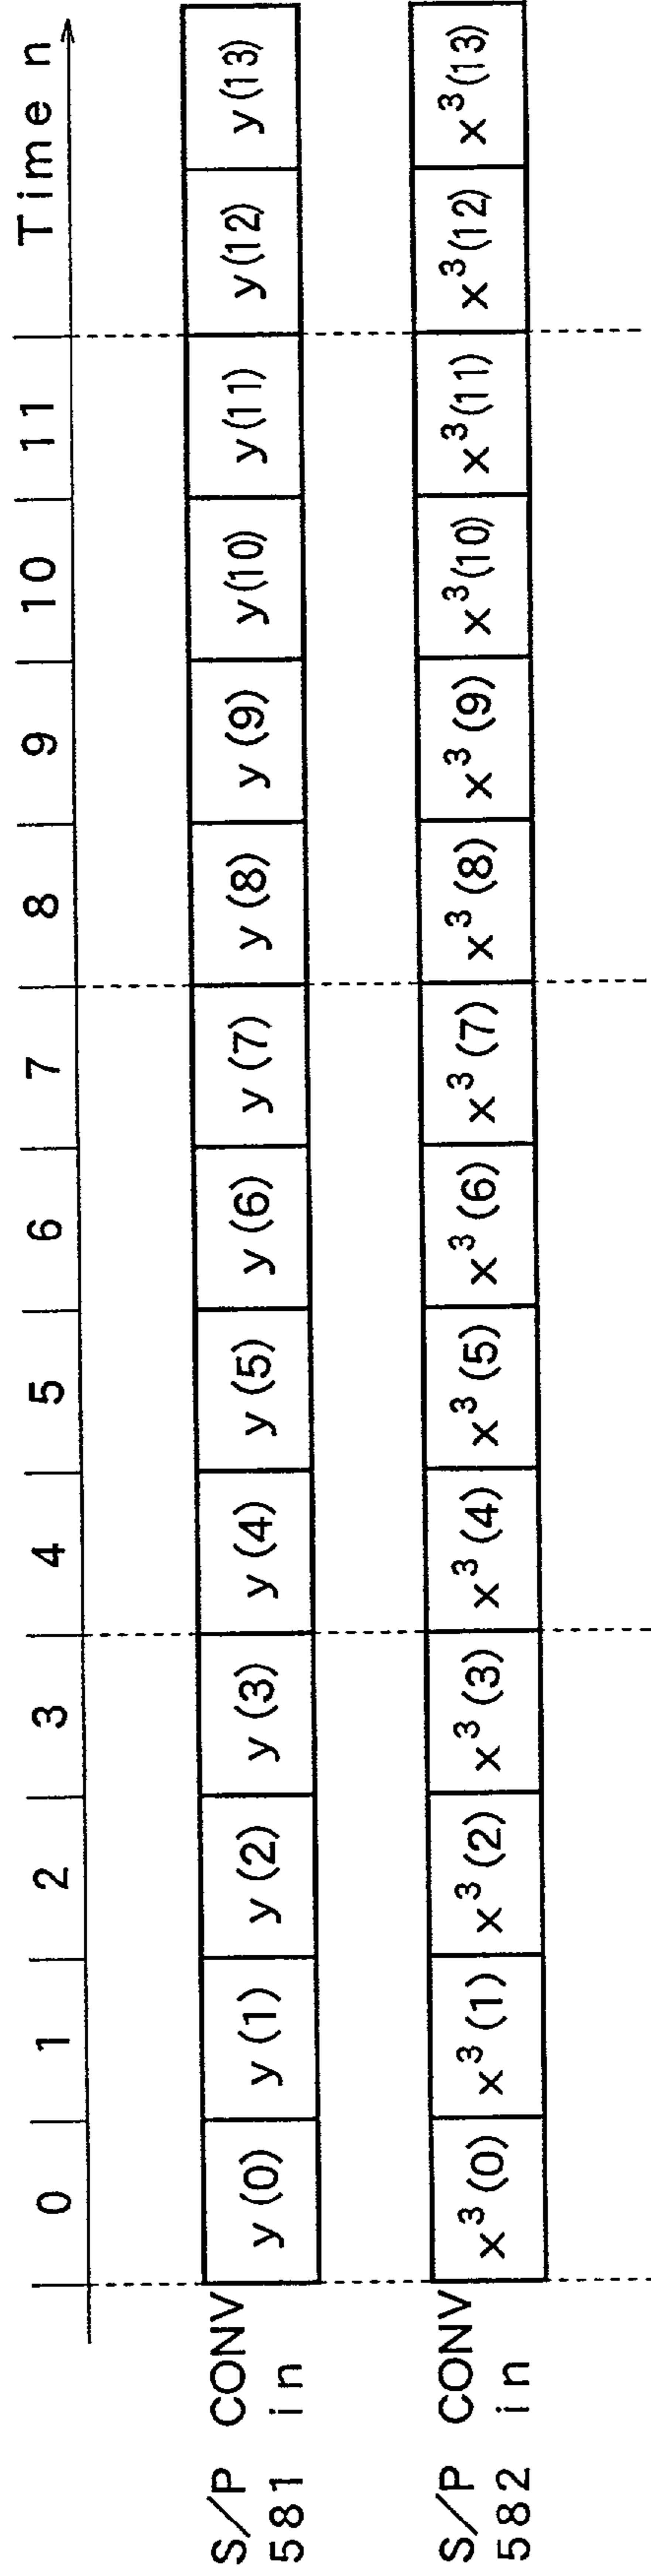 0 1 2 3 4 5 6 7 8 9 10 11 Time n
S/P CONV 581 in
y(0) y(1) y(2) y(3) y(4) y(5) y(6) y(7) y(8) y(9) y(10) y(11) y(12) y(13)
S/P CONV 582 in
x³(0) x³(1) x³(2) x³(3) x³(4) x³(5) x³(6) x³(7) x³(8) x³(9) x³(10) x³(11) x³(12) x³(13)